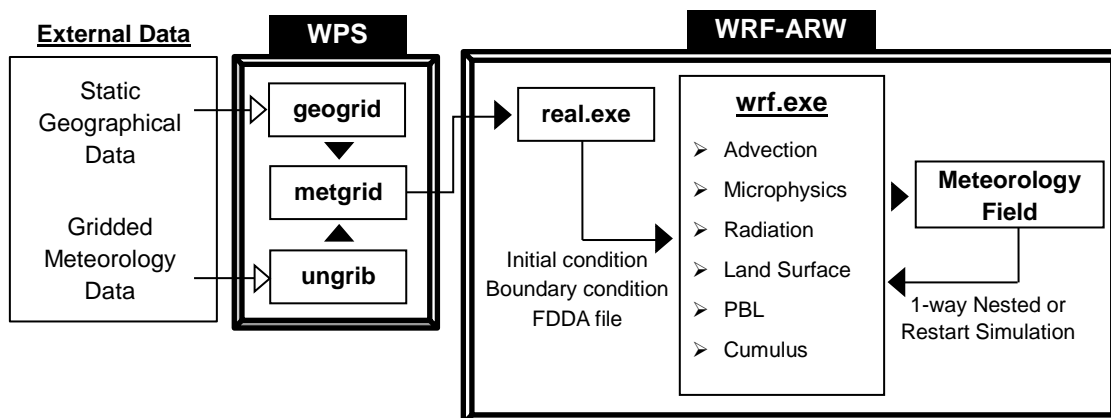 External Data
Static
Geographical
Data
Gridded
Meteorology
Data
WPS
geogrid
metgrid
ungrib
WRF-ARW
real.exe
Initial condition
Boundary condition
FDDA file
wrf.exe
➢ Advection
➢ Microphysics
➢ Radiation
➢ Land Surface
➢ PBL
➢ Cumulus
Meteorology
Field
1-way Nested or
Restart Simulation